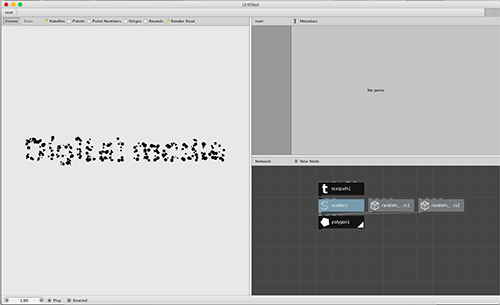 Untitled
root
Viewer Data Handles Points Point Numbers Origin Bounds Render Root
root Metadata
No ports
Digital media
Network New Node
textpath1
scatter1 random_...rs1 random_...rs2
polygon1
1.00 Play Rewind